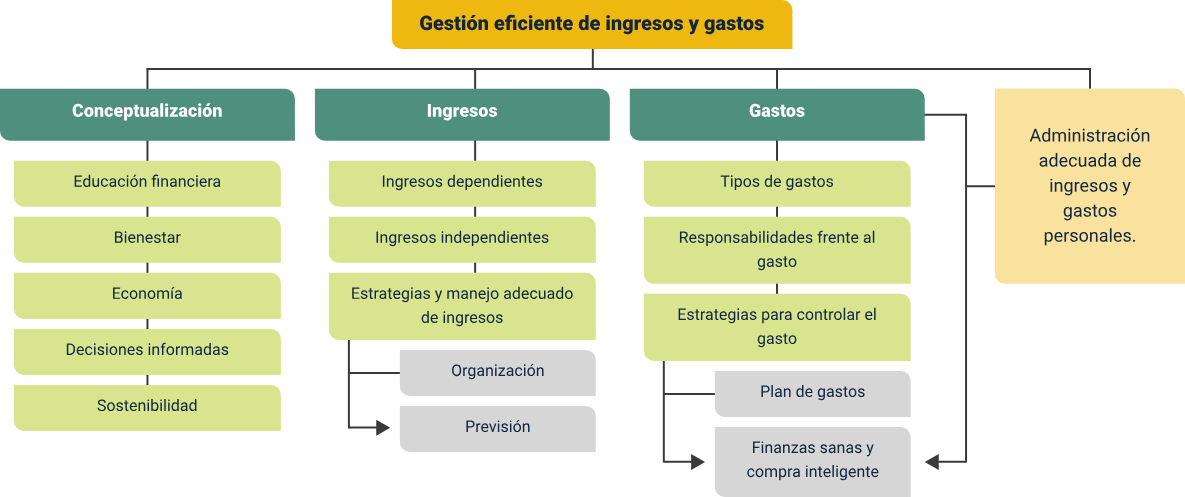 Gestión eficiente de ingresos y gastos
Conceptualización
Educación financiera
Bienestar
Economía
Decisiones informadas
Sostenibilidad
Ingresos
Ingresos dependientes
Ingresos independientes
Estrategias y manejo adecuado
de ingresos
Organización
Previsión
Gastos
Tipos de gastos
Responsabilidades frente al
gasto
Estrategias para controlar el
gasto
Plan de gastos
Finanzas sanas y
compra inteligente
Administración
adecuada de
ingresos y
gastos
personales.